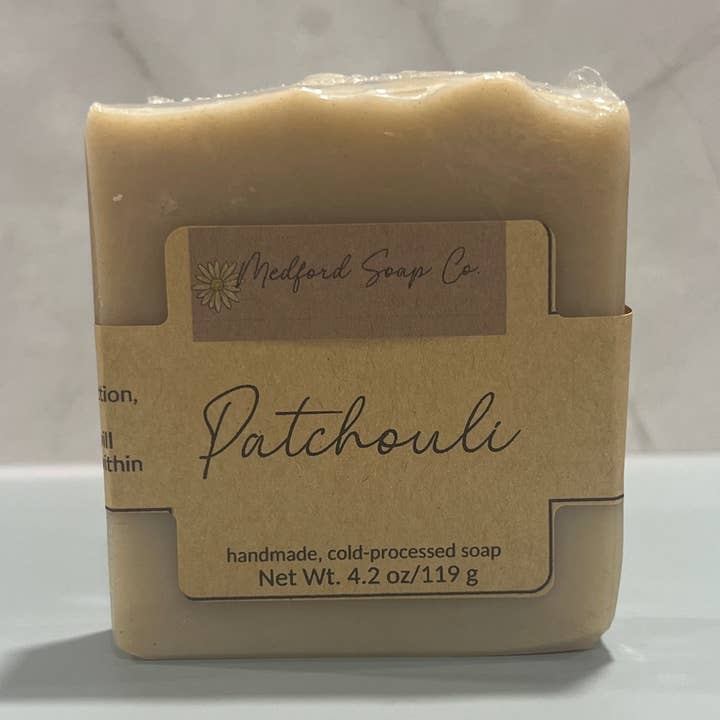 Medford Soap Co.
Patchouli
handmade, cold-processed soap
Net Wt. 4.2 oz/119 g
tion,
ill
ithin